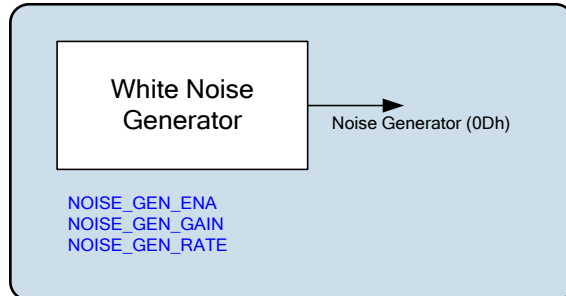 White Noise
Generator
Noise Generator (0Dh)
NOISE_GEN_ENA
NOISE_GEN_GAIN
NOISE_GEN_RATE